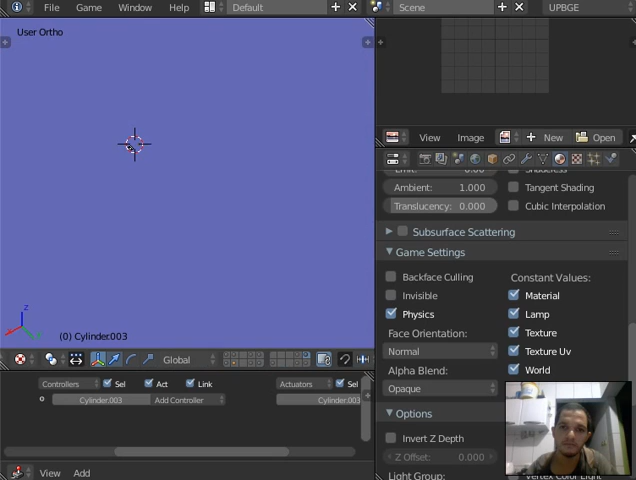 File Game Window Help Default Scene UPBGE
User Ortho
View Image New Open
Ambient: 1.000
Tangent Shading
Translucency: 0.000
Cubic Interpolation
Subsurface Scattering
Game Settings
Backface Culling
Constant Values:
Invisible
Material
Physics
Lamp
Face Orientation:
Texture
Normal
Texture Uv
Alpha Blend:
World
Opaque
Options
Invert Z Depth
Z Offset: 0.000
Light Group:
Z
(0) Cylinder.003
Global
Controllers Sel Act Link Actuators Sel
Cylinder.003 Add Controller Cylinder.003
View Add